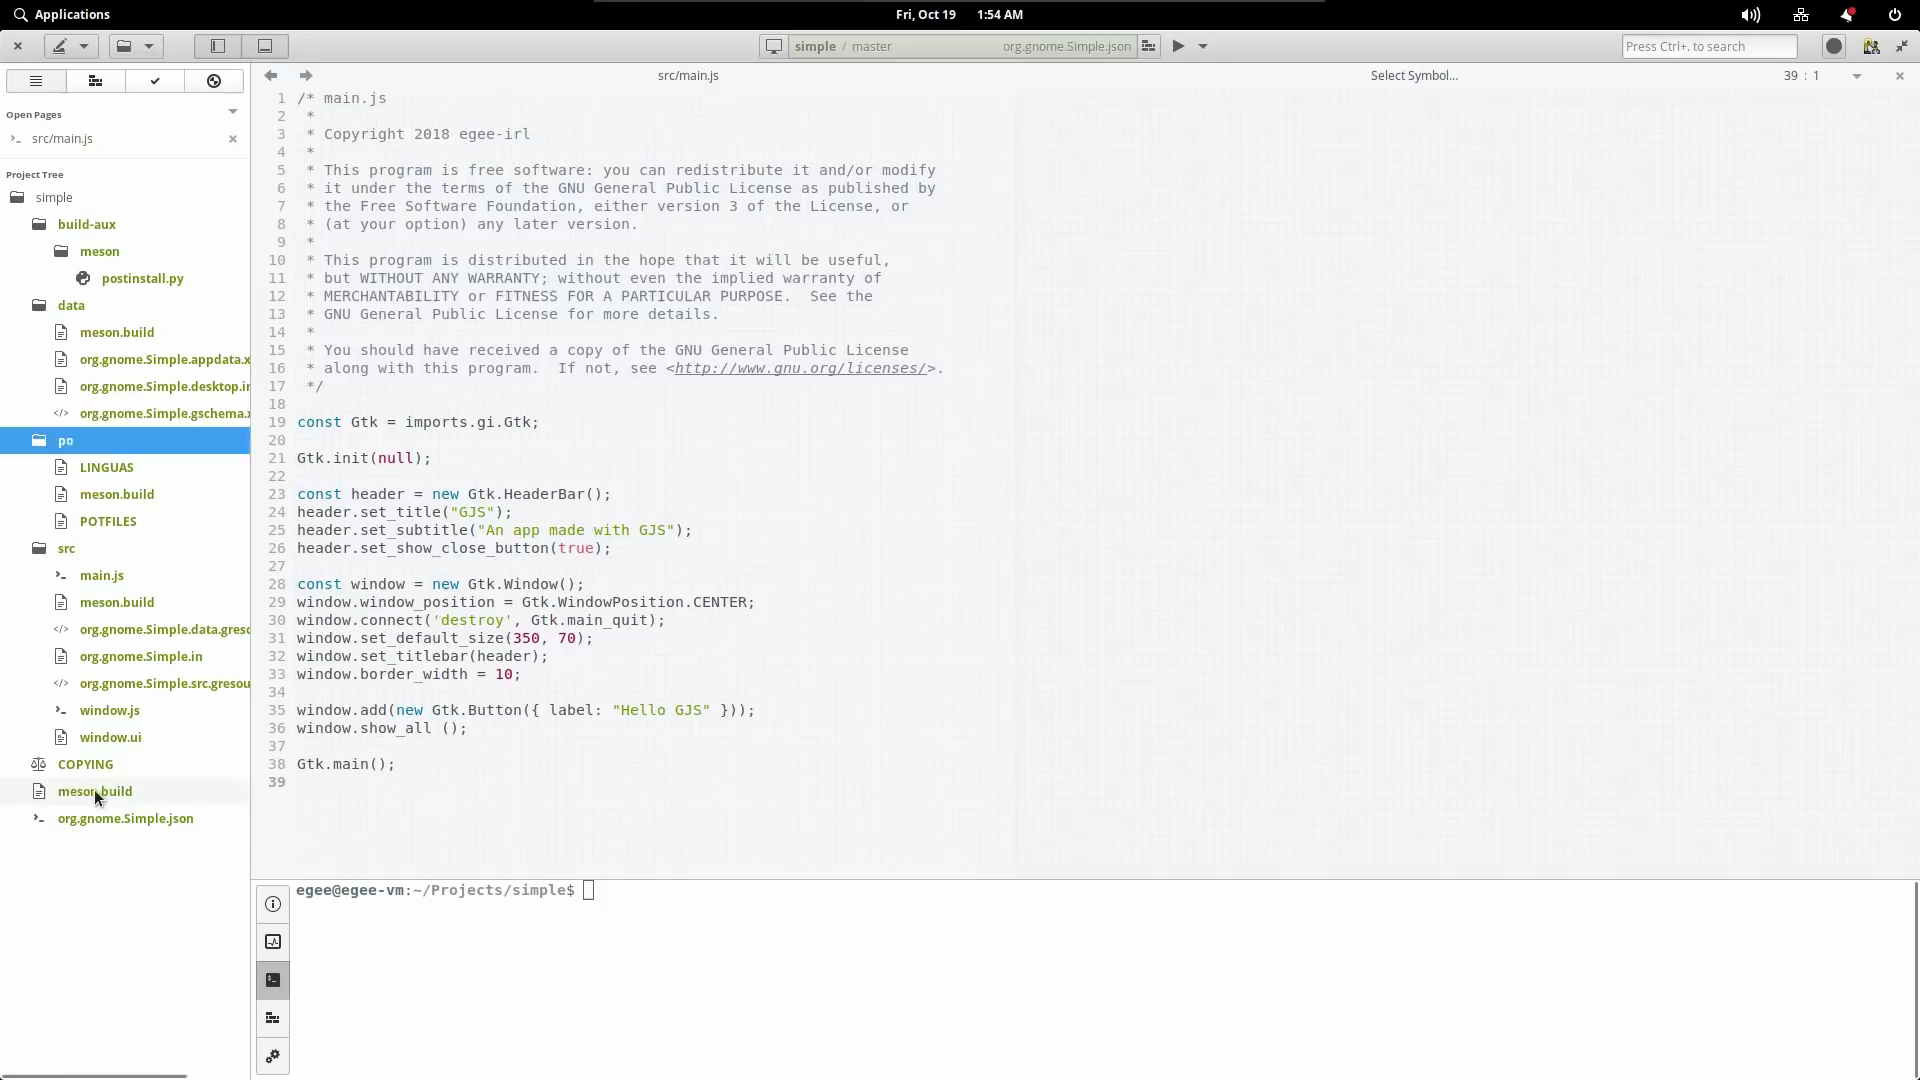 Applications
Fri, Oct 19 1:54 AM
simple / master org.gnome.Simple.json
Press Ctrl+. to search
src/main.js
Select Symbol...
39 : 1
Open Pages
src/main.js
Project Tree
simple
build-aux
meson
postinstall.py
data
meson.build
org.gnome.Simple.appdata.x
org.gnome.Simple.desktop.in
org.gnome.Simple.gschema.x
po
LINGUAS
meson.build
POTFILES
src
main.js
meson.build
org.gnome.Simple.data.greso
org.gnome.Simple.in
org.gnome.Simple.src.gresou
window.js
window.ui
COPYING
meson.build
org.gnome.Simple.json
1 /* main.js
2  *
3  * Copyright 2018 egee-irl
4  *
5  * This program is free software: you can redistribute it and/or modify
6  * it under the terms of the GNU General Public License as published by
7  * the Free Software Foundation, either version 3 of the License, or
8  * (at your option) any later version.
9  *
10  * This program is distributed in the hope that it will be useful,
11  * but WITHOUT ANY WARRANTY; without even the implied warranty of
12  * MERCHANTABILITY or FITNESS FOR A PARTICULAR PURPOSE.  See the
13  * GNU General Public License for more details.
14  *
15  * You should have received a copy of the GNU General Public License
16  * along with this program.  If not, see <http://www.gnu.org/licenses/>.
17  */
18
19 const Gtk = imports.gi.Gtk;
20
21 Gtk.init(null);
22
23 const header = new Gtk.HeaderBar();
24 header.set_title("GJS");
25 header.set_subtitle("An app made with GJS");
26 header.set_show_close_button(true);
27
28 const window = new Gtk.Window();
29 window.window_position = Gtk.WindowPosition.CENTER;
30 window.connect('destroy', Gtk.main_quit);
31 window.set_default_size(350, 70);
32 window.set_titlebar(header);
33 window.border_width = 10;
34
35 window.add(new Gtk.Button({ label: "Hello GJS" }));
36 window.show_all ();
37
38 Gtk.main();
39
egee@egee-vm:~/Projects/simple$